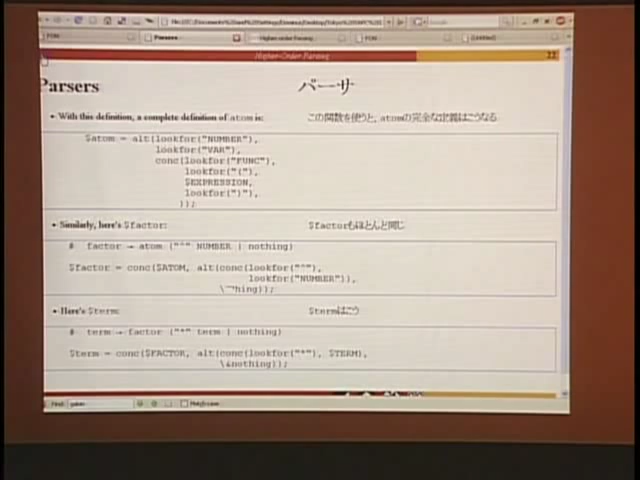 Parsers
Higher-Order Parsing
22
Parsers パーサ
• With this definition, a complete definition of atom is: この関数を使うと, atomの完全な定義はこうなる
$atom = alt(lookfor("NUMBER"),
lookfor("VAR"),
conc(lookfor("FUNC"),
lookfor("("),
$EXPRESSION,
lookfor(")"),
));
• Similarly, here's $factor: $factorもほとんど同じ
# factor → atom ("^" NUMBER | nothing)
$factor = conc($ATOM, alt(conc(lookfor("^"),
lookfor("NUMBER")),
• Here's $term: $termはこう
# term → factor ("*" term | nothing)
$term = conc($FACTOR, alt(conc(lookfor("*"), $TERM),
\&nothing));
Find: